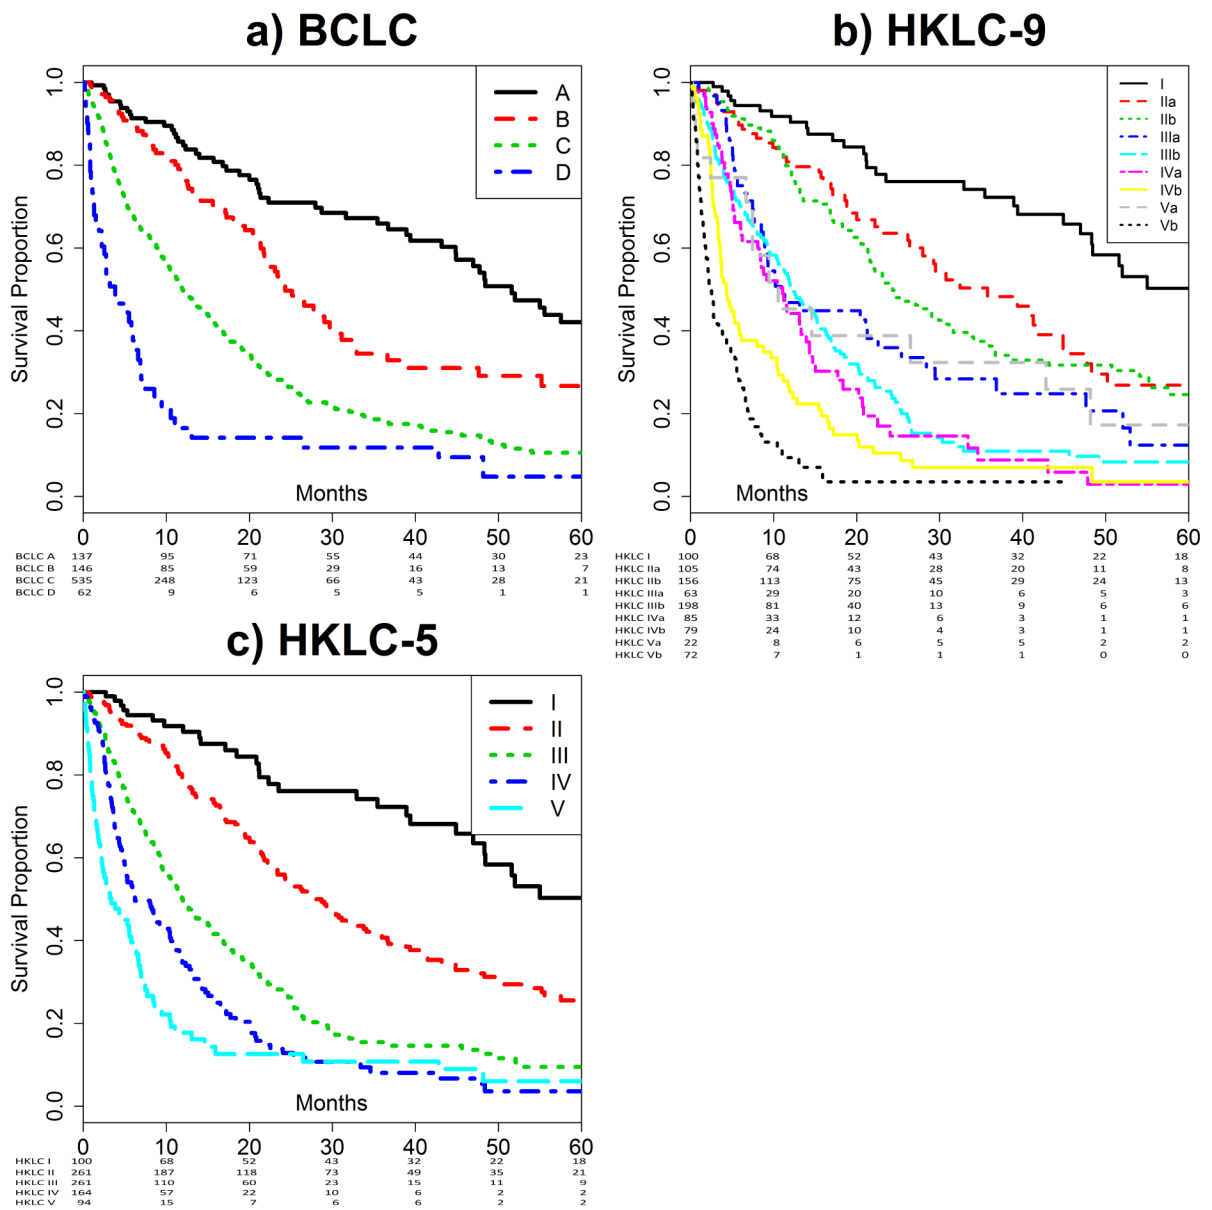 a) BCLC
Survival Proportion
1.0
0.8
0.6
0.4
0.2
0.0
A
B
C
D
Months
0 10 20 30 40 50 60
BCLC A 137 95 71 55 44 30 23
BCLC B 146 85 59 29 16 13 7
BCLC C 535 248 123 66 43 28 21
BCLC D 62 9 6 5 5 1 1
b) HKLC-9
Survival Proportion
1.0
0.8
0.6
0.4
0.2
0.0
I
IIa
IIb
IIIa
IIIb
IVa
IVb
Va
Vb
Months
0 10 20 30 40 50 60
HKLC I 100 68 52 43 32 22 18
HKLC IIa 105 74 43 28 20 11 8
HKLC IIb 156 113 75 45 29 24 13
HKLC IIIa 63 29 20 10 6 5 3
HKLC IIIb 198 81 40 13 9 6 6
HKLC IVa 85 33 12 6 3 1 1
HKLC IVb 79 24 10 4 3 1 1
HKLC Va 22 8 6 5 5 2 2
HKLC Vb 72 7 1 1 1 0 0
c) HKLC-5
Survival Proportion
1.0
0.8
0.6
0.4
0.2
0.0
I
II
III
IV
V
Months
0 10 20 30 40 50 60
HKLC I 100 68 52 43 32 22 18
HKLC II 261 187 118 73 49 35 21
HKLC III 261 110 60 23 15 11 9
HKLC IV 164 57 22 10 6 2 2
HKLC V 94 15 7 6 6 2 2